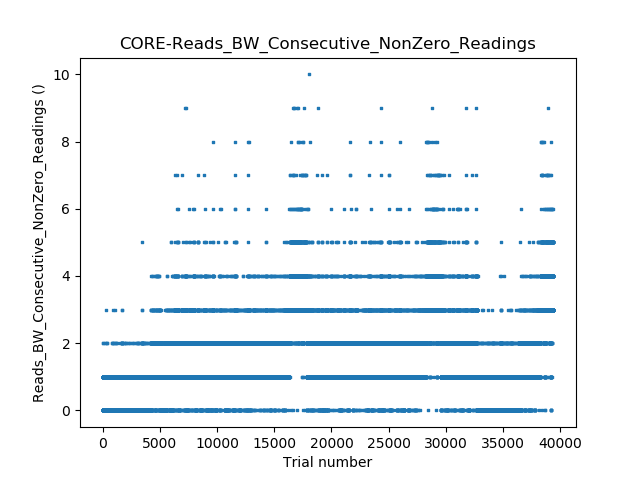 CORE-Reads_BW_Consecutive_NonZero_Readings
Reads_BW_Consecutive_NonZero_Readings ()
10
8
6
4
2
0
0 5000 10000 15000 20000 25000 30000 35000 40000
Trial number